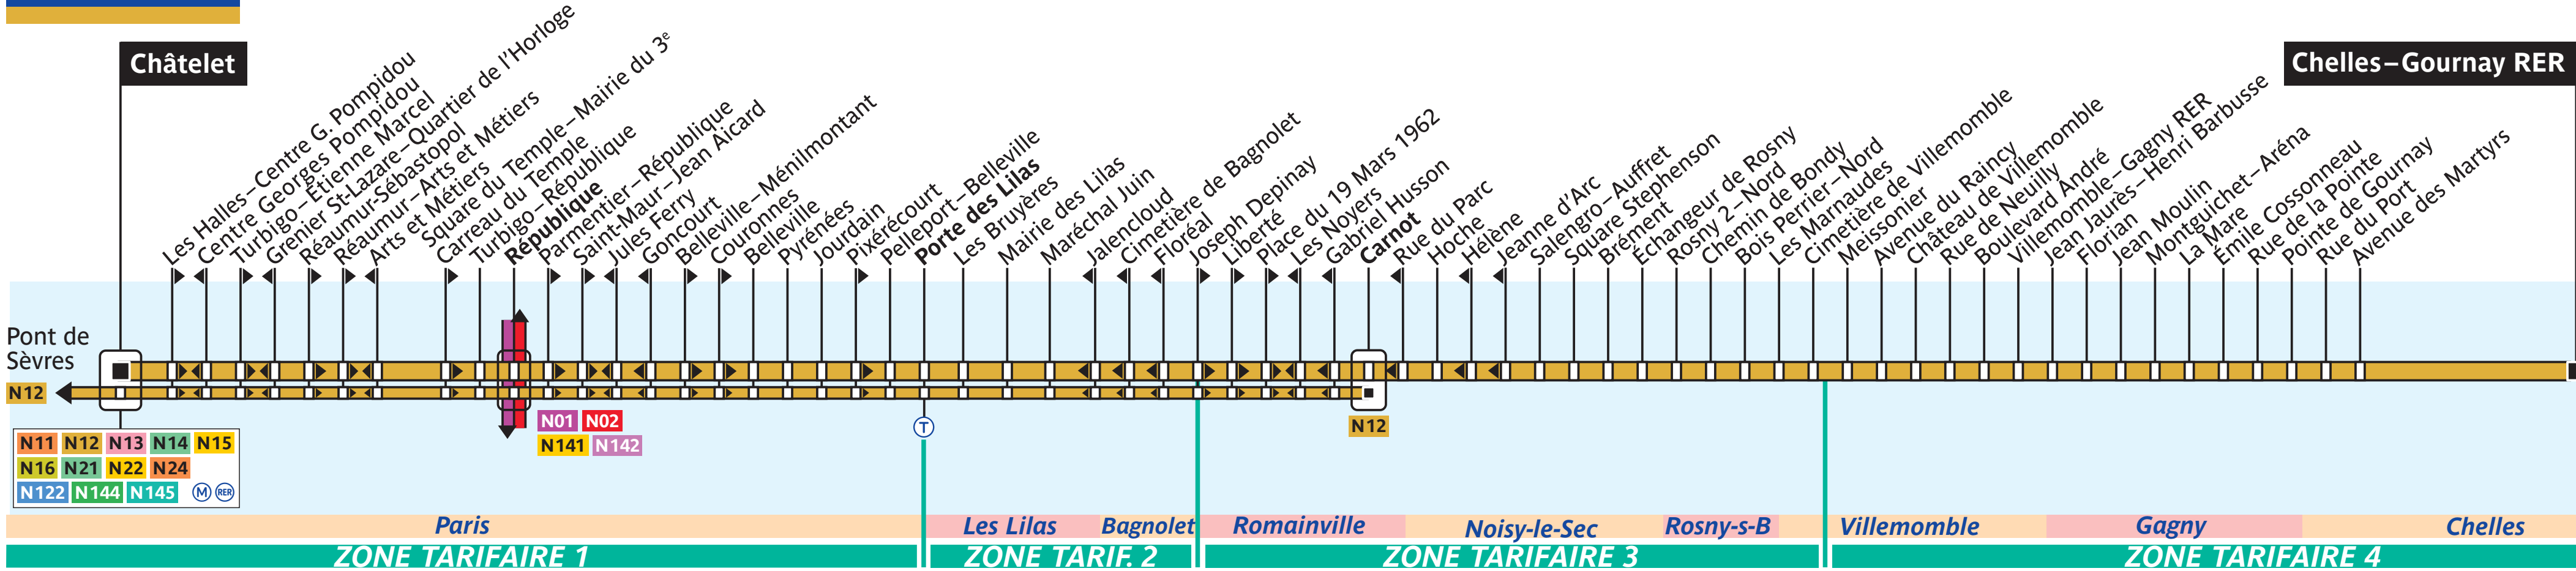 Châtelet
Chelles–Gournay RER
Les Halles–Centre G. Pompidou
Centre Georges Pompidou
Turbigo–Étienne Marcel
Grenier St-Lazare–Quartier de l'Horloge
Réaumur-Sébastopol
Réaumur–Arts et Métiers
Arts et Métiers
Square du Temple–Mairie du 3e
Carreau du Temple
Turbigo–République
République
Parmentier–République
Saint-Maur–Jean Aicard
Jules Ferry
Goncourt
Belleville–Ménilmontant
Couronnes
Belleville
Pyrénées
Jourdain
Pixérécourt
Pelleport–Belleville
Porte des Lilas
Les Bruyères
Mairie des Lilas
Maréchal Juin
Jalencloud
Cimetière de Bagnolet
Floréal
Joseph Depinay
Liberté
Place du 19 Mars 1962
Les Noyers
Gabriel Husson
Carnot
Rue du Parc
Hoche
Hélène
Jeanne d'Arc
Salengro–Auffret
Square Stephenson
Brément
Échangeur de Rosny
Rosny 2–Nord
Chemin de Bondy
Bois Perrier–Nord
Les Marnaudes
Cimetière de Villemomble
Meissonier
Avenue du Raincy
Château de Villemomble
Rue de Neuilly
Boulevard André
Villemomble–Gagny RER
Jean Jaurès–Henri Barbusse
Florian
Jean Moulin
Montguichet–Aréna
La Mare
Émile Cossonneau
Rue de la Pointe
Pointe de Gournay
Rue du Port
Avenue des Martyrs
Pont de
Sèvres
N12
N11 N12 N13 N14 N15
N16 N21 N22 N24
N122 N144 N145 M RER
N01 N02
N141 N142
T
N12
Paris Les Lilas Bagnolet Romainville Noisy-le-Sec Rosny-s-B Villemomble Gagny Chelles
ZONE TARIFAIRE 1 ZONE TARIF. 2 ZONE TARIFAIRE 3 ZONE TARIFAIRE 4